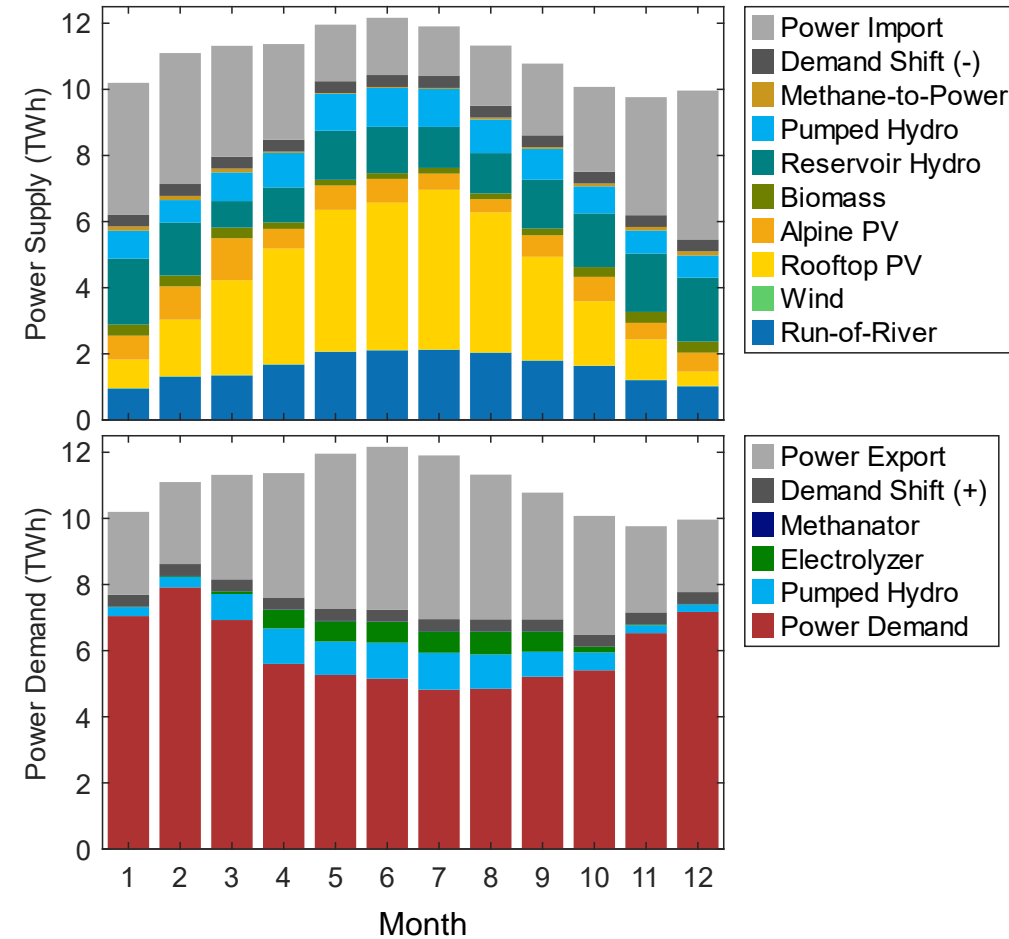 Power Supply (TWh)
12
10
8
6
4
2
0
Power Import
Demand Shift (-)
Methane-to-Power
Pumped Hydro
Reservoir Hydro
Biomass
Alpine PV
Rooftop PV
Wind
Run-of-River
Power Demand (TWh)
12
10
8
6
4
2
0
1 2 3 4 5 6 7 8 9 10 11 12
Month
Power Export
Demand Shift (+)
Methanator
Electrolyzer
Pumped Hydro
Power Demand